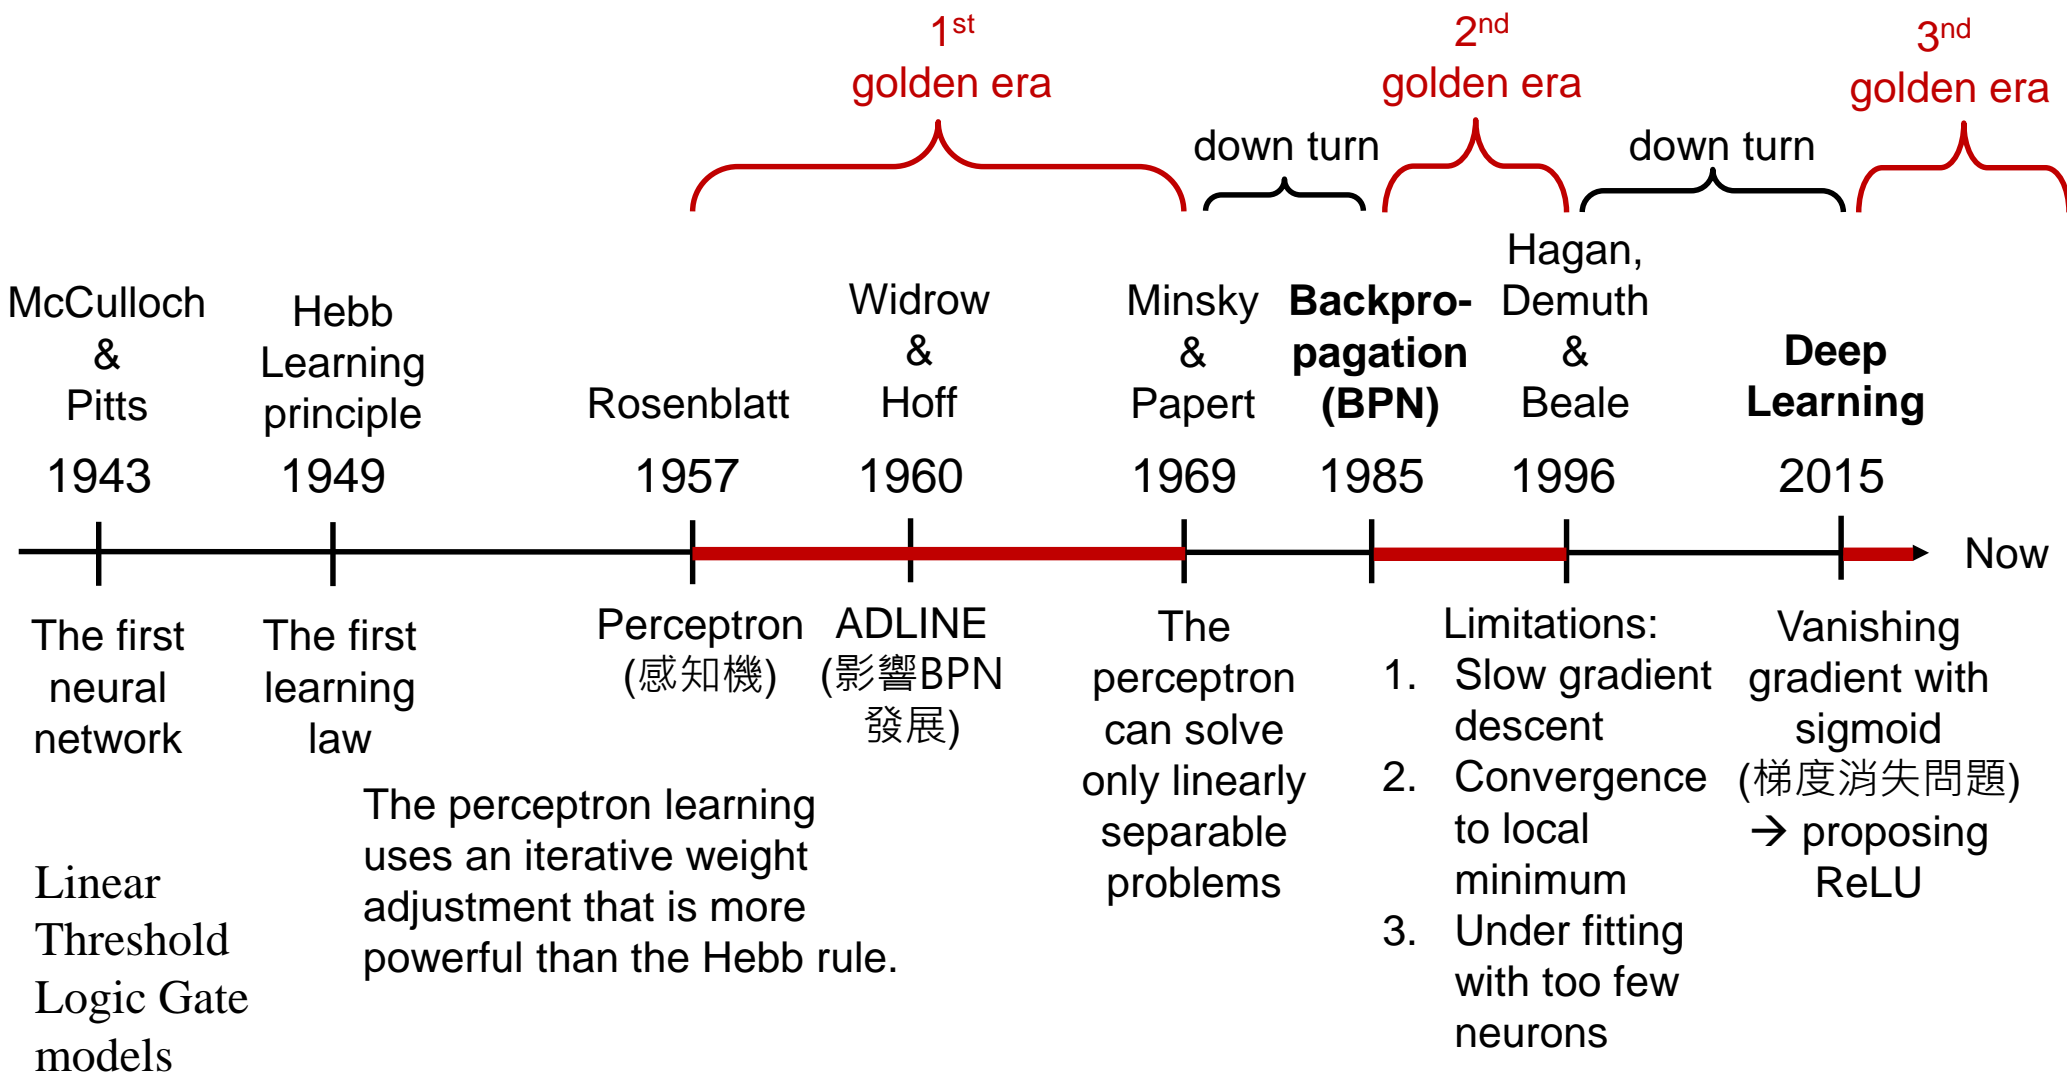 1st
golden era
2nd
golden era
3nd
golden era
down turn
down turn
McCulloch
&
Pitts
1943
Hebb
Learning
principle
1949
Rosenblatt
1957
Widrow
&
Hoff
1960
Minsky
&
Papert
1969
Backpro-
pagation
(BPN)
1985
Hagan,
Demuth
&
Beale
1996
Deep
Learning
2015
Now
The first
neural
network
The first
learning
law
Perceptron
(感知機)
ADLINE
(影響BPN
發展)
The
perceptron
can solve
only linearly
separable
problems
Limitations:
1. Slow gradient
descent
2. Convergence
to local
minimum
3. Under fitting
with too few
neurons
Vanishing
gradient with
sigmoid
(梯度消失問題)
→ proposing
ReLU
The perceptron learning
uses an iterative weight
adjustment that is more
powerful than the Hebb rule.
Linear
Threshold
Logic Gate
models